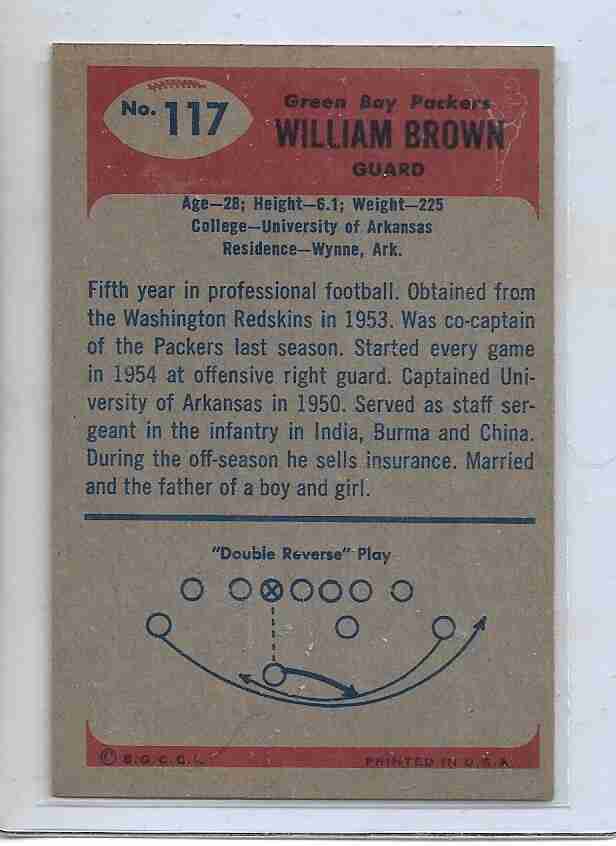 No. 117
Green Bay Packers
WILLIAM BROWN
GUARD
Age—28; Height—6.1; Weight—225
College—University of Arkansas
Residence—Wynne, Ark.
Fifth year in professional football. Obtained from
the Washington Redskins in 1953. Was co-captain
of the Packers last season. Started every game
in 1954 at offensive right guard. Captained Uni-
versity of Arkansas in 1950. Served as staff ser-
geant in the infantry in India, Burma and China.
During the off-season he sells insurance. Married
and the father of a boy and girl.
"Double Reverse" Play
© B.G.C.C.I.
PRINTED IN U.S.A